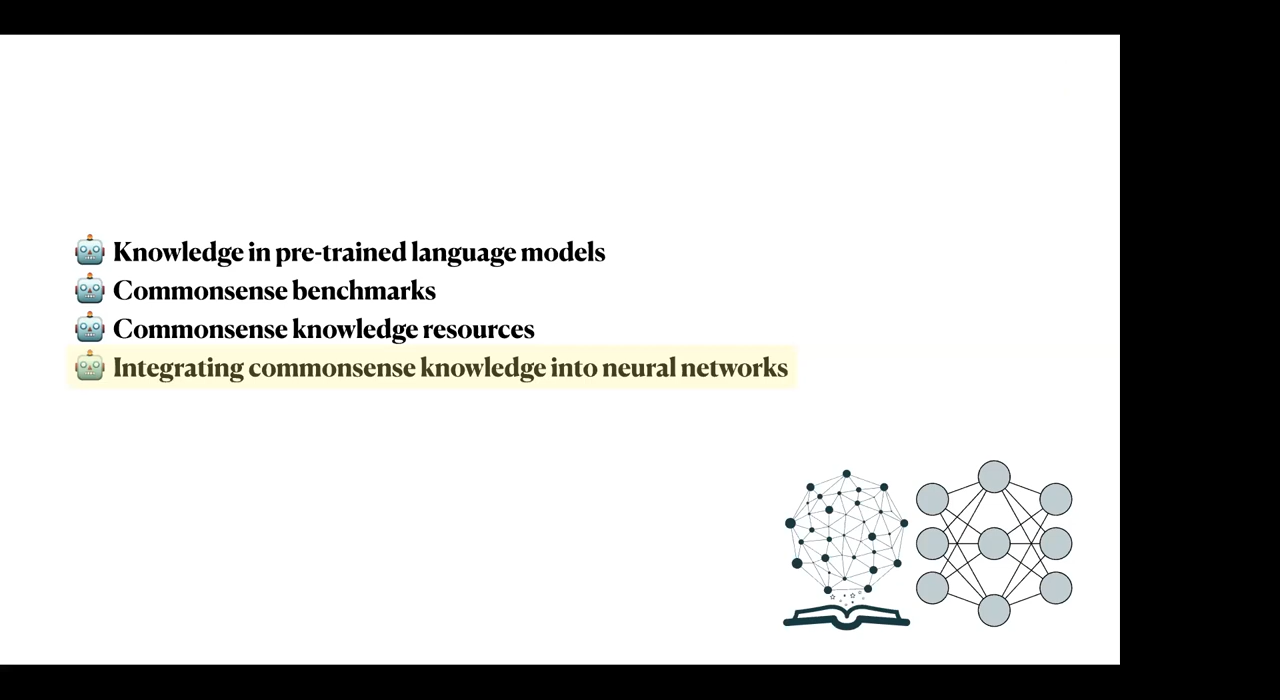 Knowledge in pre-trained language models
Commonsense benchmarks
Commonsense knowledge resources
Integrating commonsense knowledge into neural networks